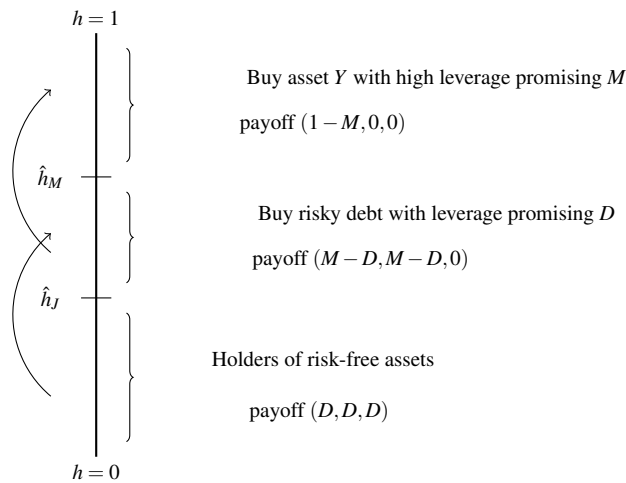 h = 1
Buy asset Y with high leverage promising M
payoff (1 − M, 0, 0)
ĥ_M
Buy risky debt with leverage promising D
payoff (M − D, M − D, 0)
ĥ_J
Holders of risk-free assets
payoff (D, D, D)
h = 0